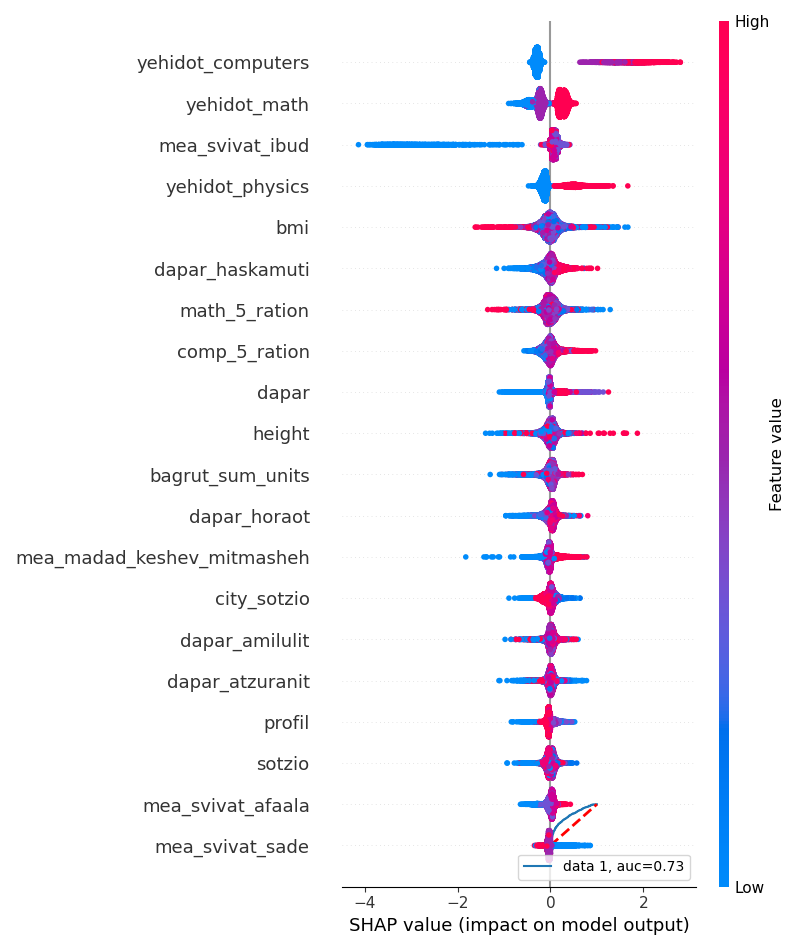 High
yehidot_computers
yehidot_math
mea_svivat_ibud
yehidot_physics
bmi
dapar_haskamuti
math_5_ration
comp_5_ration
dapar
height
bagrut_sum_units
dapar_horaot
mea_madad_keshev_mitmasheh
city_sotzio
dapar_amilulit
dapar_atzuranit
profil
sotzio
mea_svivat_afaala
mea_svivat_sade
Feature value
data 1, auc=0.73
Low
−4 −2 0 2
SHAP value (impact on model output)